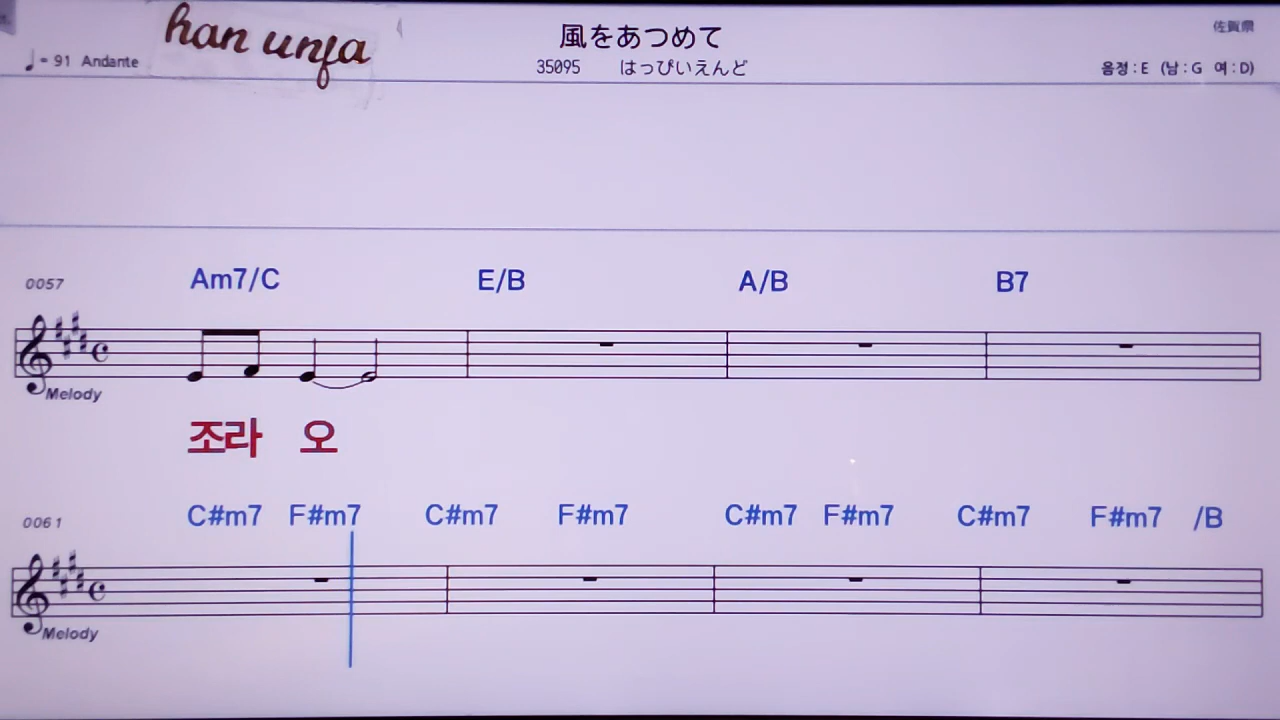 han unfa
風をあつめて
佐賀県
♩= 91 Andante
35095 はっぴいえんど
음정:E (남:G 여:D)
0057
Am7/C E/B A/B B7
Melody
조라 오
0061
C#m7 F#m7 C#m7 F#m7 C#m7 F#m7 C#m7 F#m7 /B
Melody